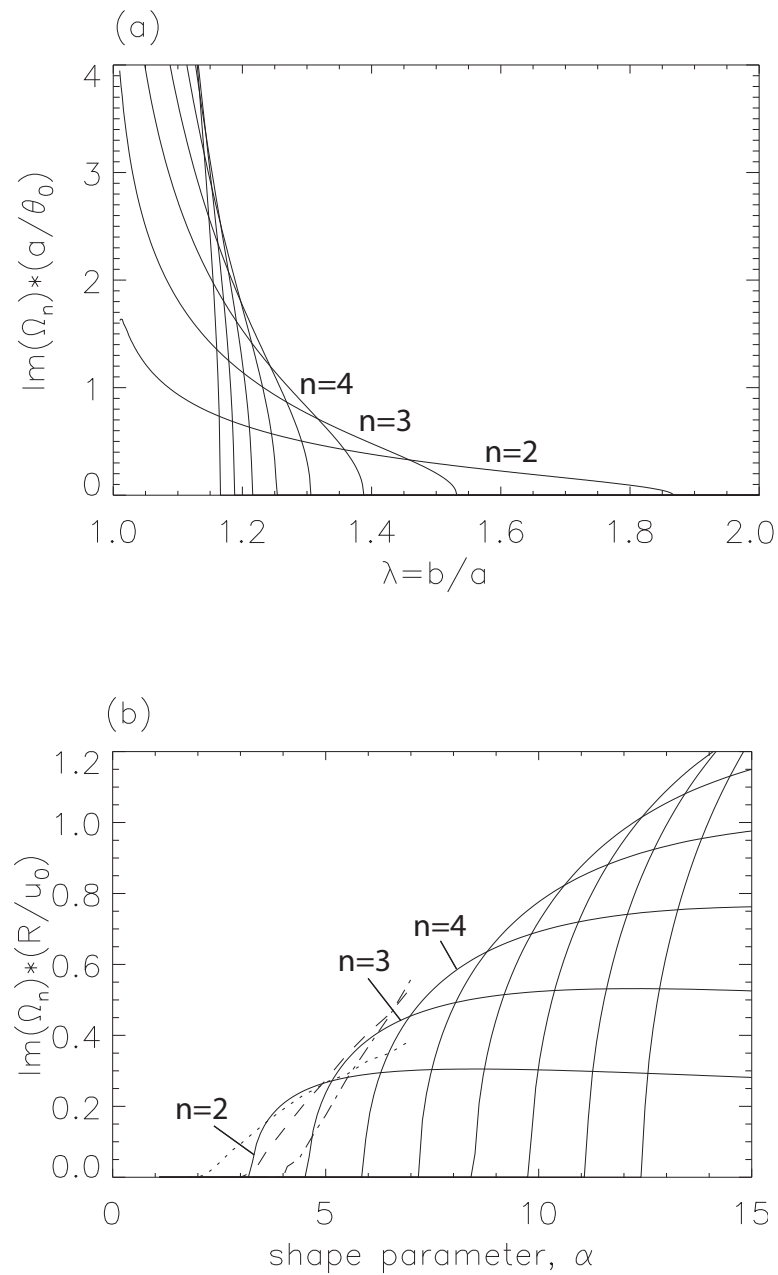 (a)
4
3
2
1
0
Im(Ωₙ)*(a/θ₀)
n=4
n=3
n=2
1.0 1.2 1.4 1.6 1.8 2.0
λ=b/a
(b)
1.2
1.0
0.8
0.6
0.4
0.2
0.0
Im(Ωₙ)*(R/u₀)
n=4
n=3
n=2
0 5 10 15
shape parameter, α